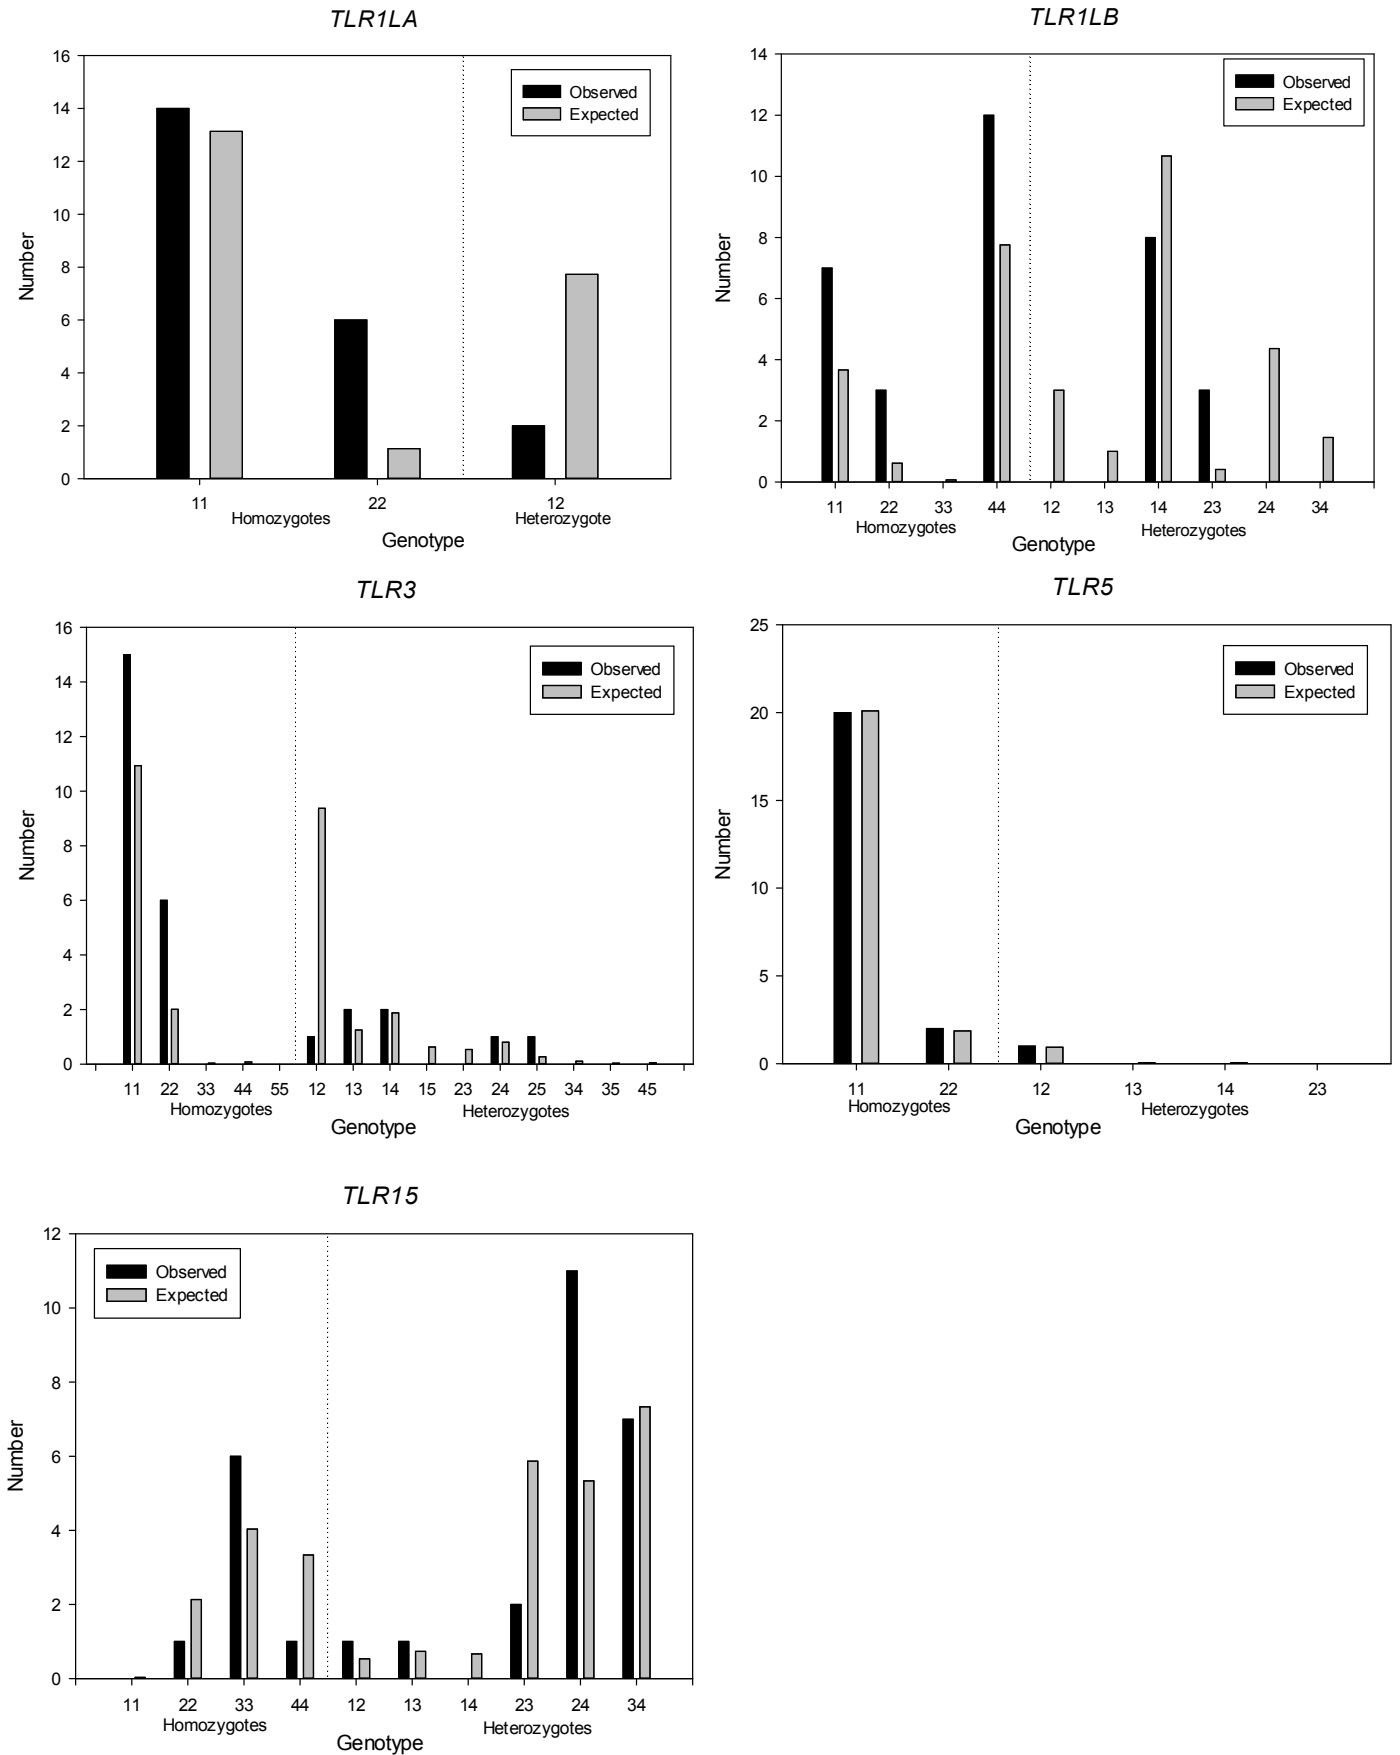 TLR1LA
16
14
12
10
8
6
4
2
0
Number
Observed
Expected
11 22 12
Homozygotes Heterozygote
Genotype
TLR1LB
14
12
10
8
6
4
2
0
Number
Observed
Expected
11 22 33 44 12 13 14 23 24 34
Homozygotes Heterozygotes
Genotype
TLR3
16
14
12
10
8
6
4
2
0
Number
Observed
Expected
11 22 33 44 55 12 13 14 15 23 24 25 34 35 45
Homozygotes Heterozygotes
Genotype
TLR5
25
20
15
10
5
0
Number
Observed
Expected
11 22 12 13 14 23
Homozygotes Heterozygotes
Genotype
TLR15
12
10
8
6
4
2
0
Number
Observed
Expected
11 22 33 44 12 13 14 23 24 34
Homozygotes Heterozygotes
Genotype